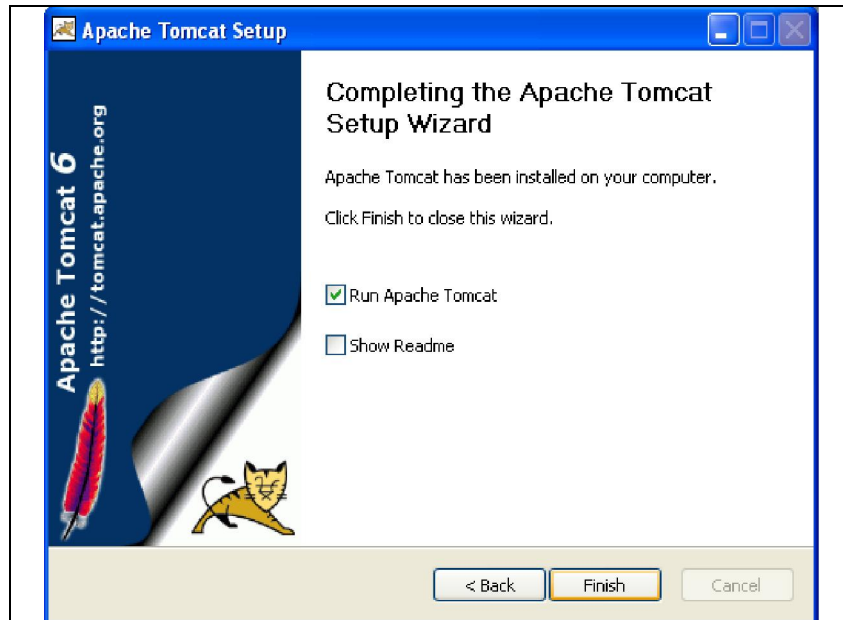 Apache Tomcat Setup
Apache Tomcat 6
http://tomcat.apache.org
Completing the Apache Tomcat
Setup Wizard
Apache Tomcat has been installed on your computer.
Click Finish to close this wizard.
Run Apache Tomcat
Show Readme
< Back
Finish
Cancel